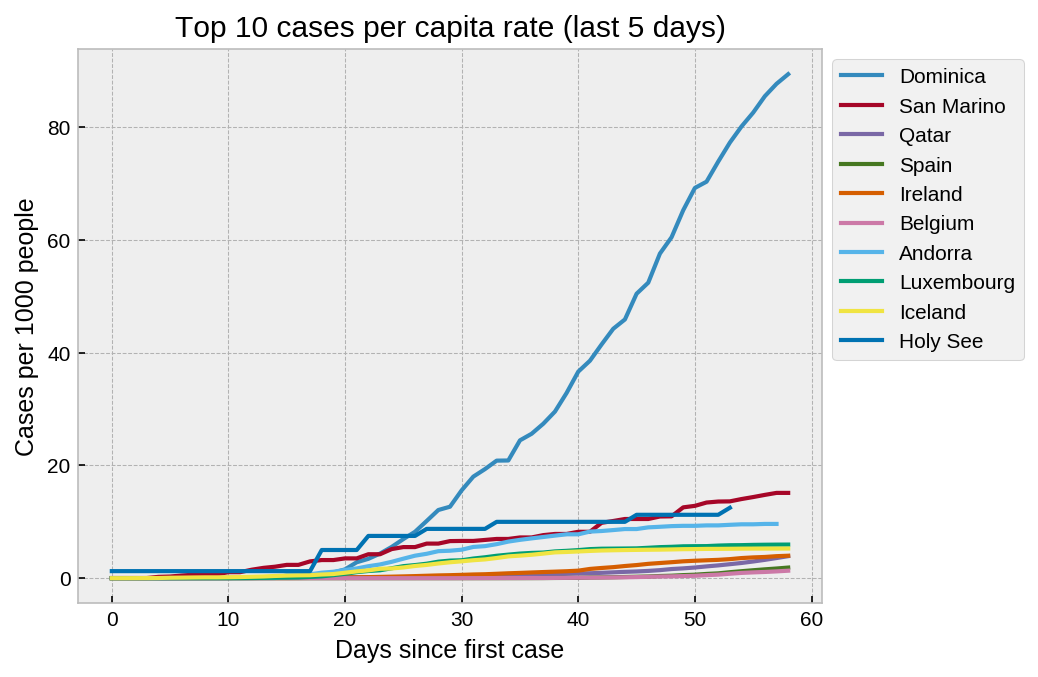 Top 10 cases per capita rate (last 5 days)
Cases per 1000 people
80
60
40
20
0
0 10 20 30 40 50 60
Days since first case
Dominica
San Marino
Qatar
Spain
Ireland
Belgium
Andorra
Luxembourg
Iceland
Holy See